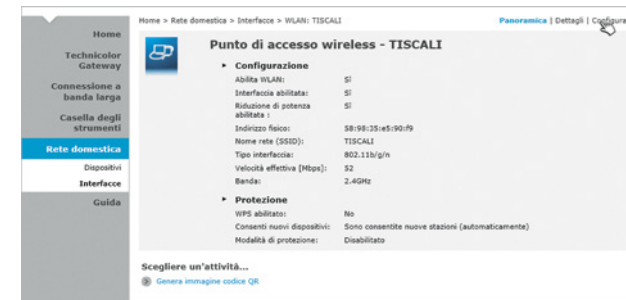 Home > Rete domestica > Interfacce > WLAN: TISCALI
Panoramica | Dettagli | Configura
Home
Technicolor
Gateway
Connessione a
banda larga
Casella degli
strumenti
Rete domestica
Dispositivi
Interfacce
Guida
Punto di accesso wireless - TISCALI
Configurazione
Abilita WLAN: Sì
Interfaccia abilitata: Sì
Riduzione di potenza
abilitata : Sì
Indirizzo fisico: 58:98:35:e5:90:f9
Nome rete (SSID): TISCALI
Tipo interfaccia: 802.11b/g/n
Velocità effettiva [Mbps]: 52
Banda: 2.4GHz
Protezione
WPS abilitato: No
Consenti nuovi dispositivi: Sono consentite nuove stazioni (automaticamente)
Modalità di protezione: Disabilitato
Scegliere un'attività...
Genera immagine codice QR